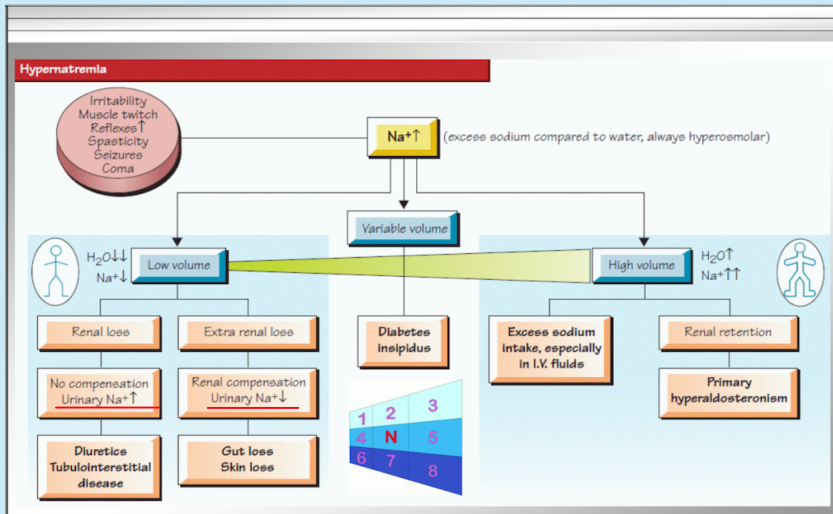 Hypernatremia
Irritability
Muscle twitch
Reflexes↑
Spasticity
Seizures
Coma
Na+↑
(excess sodium compared to water, always hyperosmolar)
Variable volume
H2O↓↓
Na+↓
Low volume
High volume
H2O↑
Na+↑↑
Renal loss
Extra renal loss
Diabetes
insipidus
Excess sodium
intake, especially
in I.V. fluids
Renal retention
No compensation
Urinary Na+↑
Renal compensation
Urinary Na+↓
Primary
hyperaldosteronism
Diuretics
Tubulointerstitial
disease
Gut loss
Skin loss
1 2 3
4 N 5
6 7 8